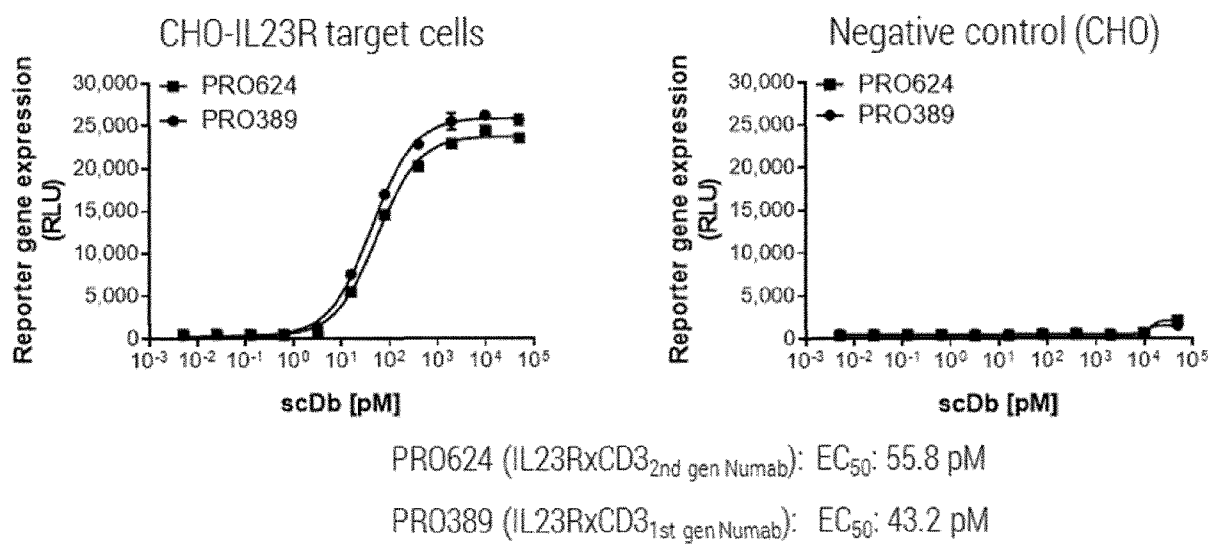 CHO-IL23R target cells
Reporter gene expression
(RLU)
30,000
25,000
20,000
15,000
10,000
5,000
0
PRO624
PRO389
10-3 10-2 10-1 100 101 102 103 104 105
scDb [pM]
Negative control (CHO)
Reporter gene expression
(RLU)
30,000
25,000
20,000
15,000
10,000
5,000
0
PRO624
PRO389
10-3 10-2 10-1 100 101 102 103 104 105
scDb [pM]
PRO624 (IL23RxCD32nd gen Numab): EC50: 55.8 pM
PRO389 (IL23RxCD31st gen Numab): EC50: 43.2 pM